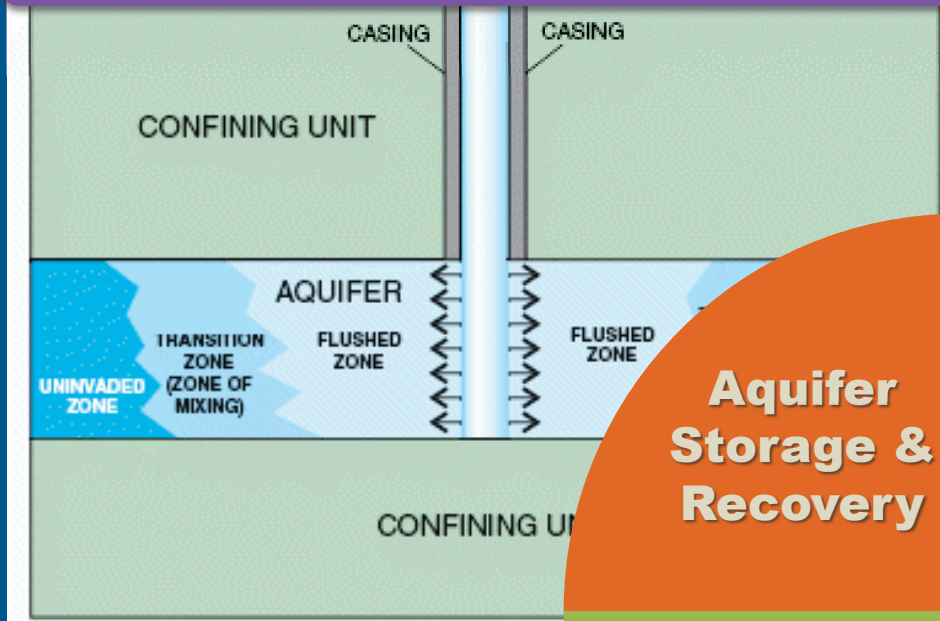 CASING
CASING
CONFINING UNIT
AQUIFER
TRANSITION
ZONE
(ZONE OF
MIXING)
FLUSHED
ZONE
FLUSHED
ZONE
UNINVADED
ZONE
Aquifer
Storage &
Recovery
CONFINING